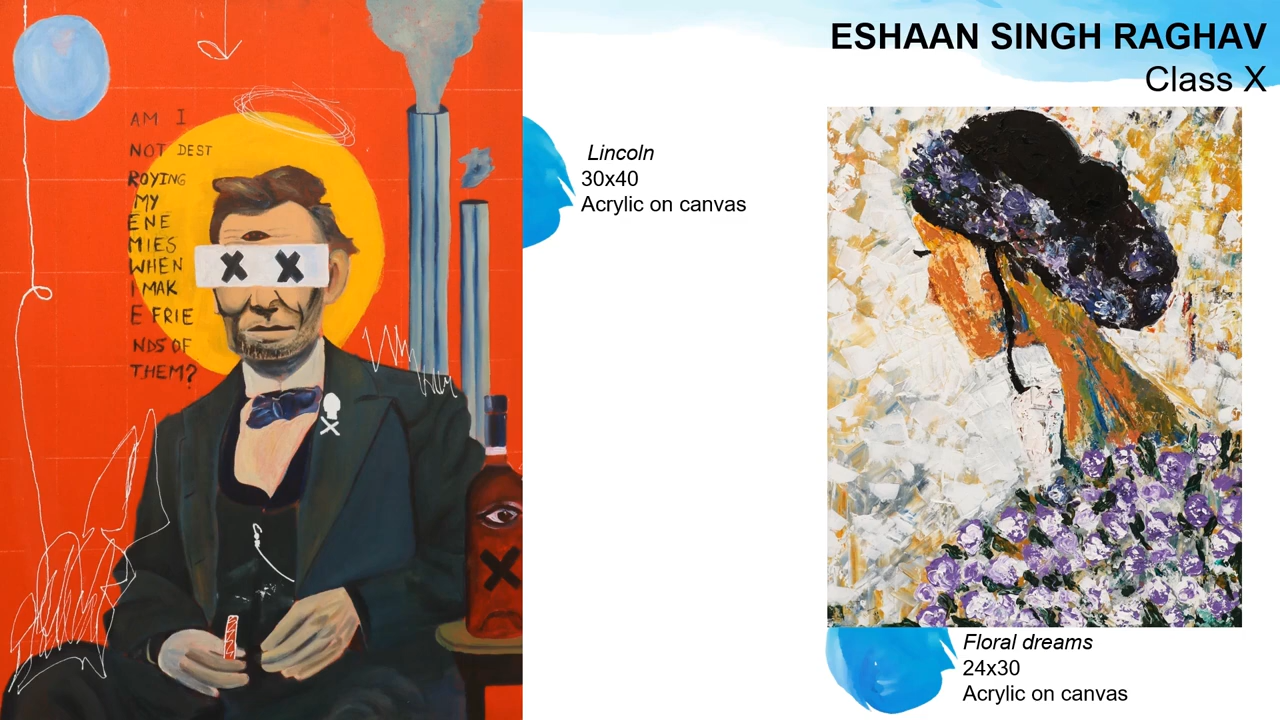 AM I
NOT DEST
ROYING
MY
ENE
MIES
WHEN
I MAK
E FRIE
NDS OF
THEM?
Lincoln
30x40
Acrylic on canvas
ESHAAN SINGH RAGHAV
Class X
Floral dreams
24x30
Acrylic on canvas